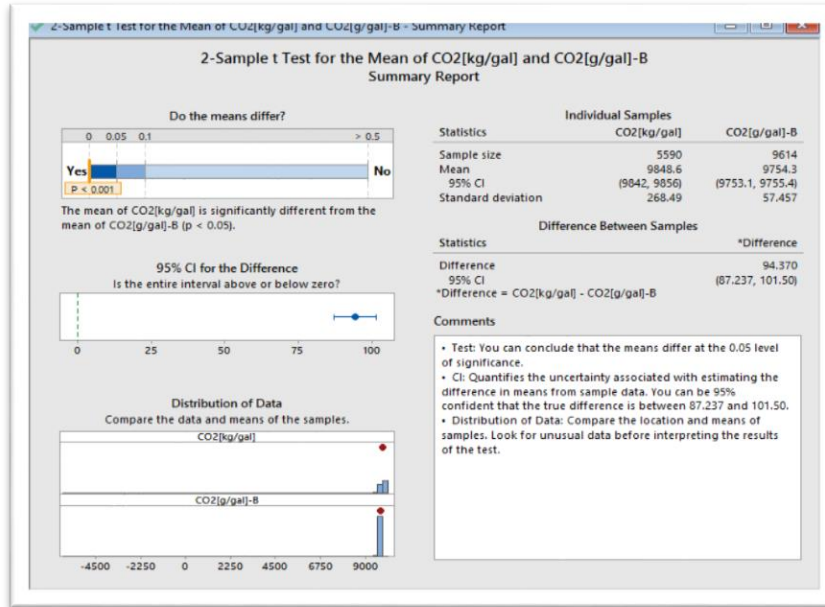 2-Sample t Test for the Mean of CO2[kg/gal] and CO2[g/gal]-B - Summary Report
2-Sample t Test for the Mean of CO2[kg/gal] and CO2[g/gal]-B
Summary Report
Do the means differ?
0 0.05 0.1 > 0.5
Yes No
P < 0.001
The mean of CO2[kg/gal] is significantly different from the
mean of CO2[g/gal]-B (p < 0.05).
95% CI for the Difference
Is the entire interval above or below zero?
0 25 50 75 100
Distribution of Data
Compare the data and means of the samples.
CO2[kg/gal]
CO2[g/gal]-B
-4500 -2250 0 2250 4500 6750 9000
Individual Samples
Statistics CO2[kg/gal] CO2[g/gal]-B
Sample size 5590 9614
Mean 9848.6 9754.3
95% CI (9842, 9856) (9753.1, 9755.4)
Standard deviation 268.49 57.457
Difference Between Samples
Statistics *Difference
Difference 94.370
95% CI (87.237, 101.50)
*Difference = CO2[kg/gal] - CO2[g/gal]-B
Comments
• Test: You can conclude that the means differ at the 0.05 level
of significance.
• CI: Quantifies the uncertainty associated with estimating the
difference in means from sample data. You can be 95%
confident that the true difference is between 87.237 and 101.50.
• Distribution of Data: Compare the location and means of
samples. Look for unusual data before interpreting the results
of the test.